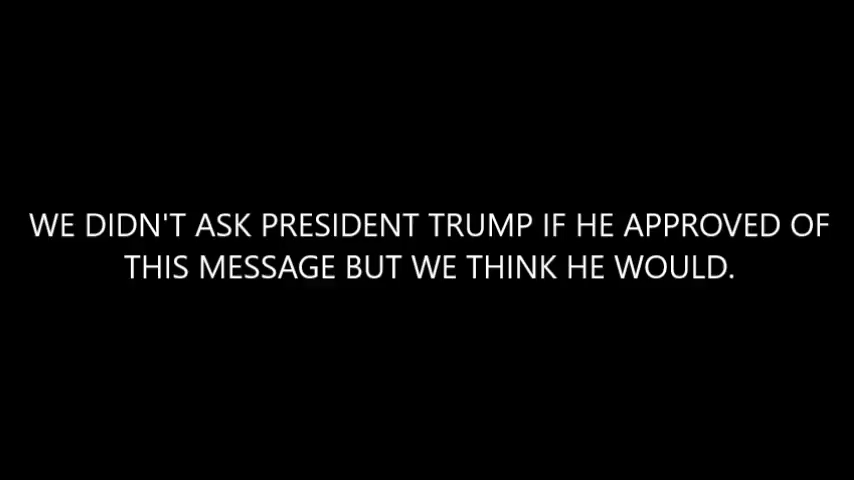 WE DIDN'T ASK PRESIDENT TRUMP IF HE APPROVED OF
THIS MESSAGE BUT WE THINK HE WOULD.